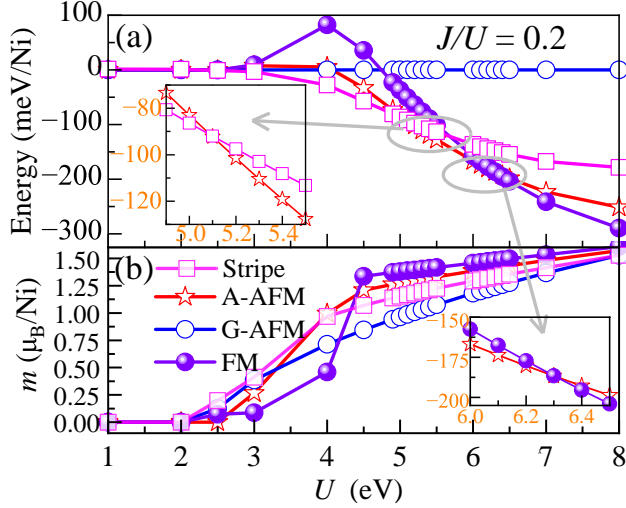 (a)
J/U = 0.2
Energy (meV/Ni)
100
0
−100
−200
−300
−80
−100
−120
5.0 5.2 5.4
(b)
m (μB/Ni)
1.50
1.25
1.00
0.75
0.50
0.25
0.00
Stripe
A-AFM
G-AFM
FM
−150
−175
−200
6.0 6.2 6.4
1 2 3 4 5 6 7 8
U (eV)